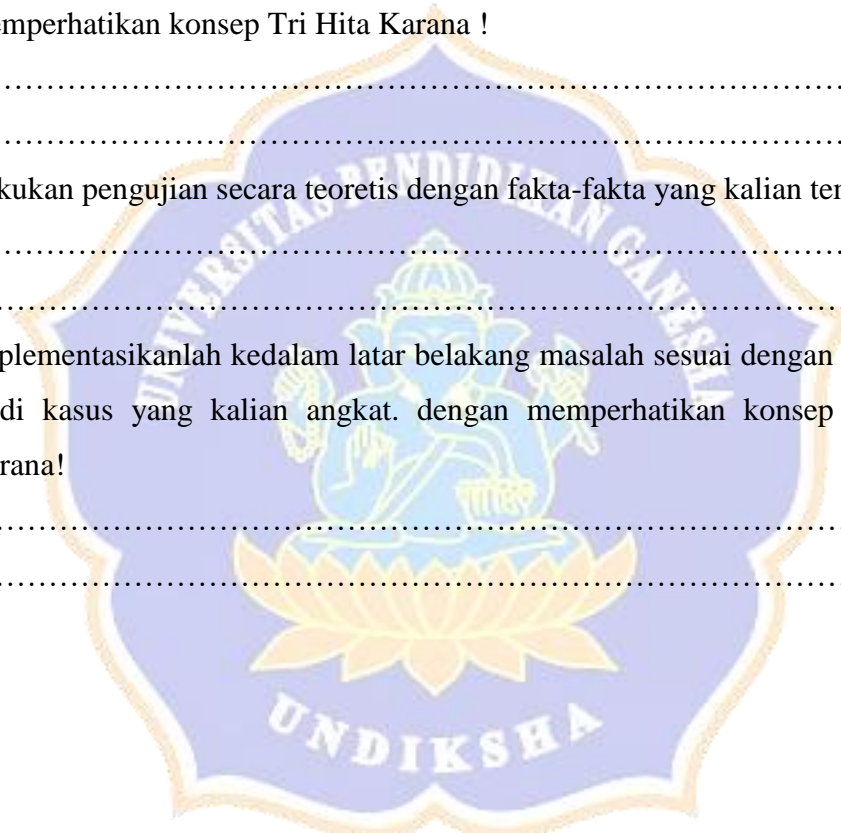 emperhatikan konsep Tri Hita Karana !
………………………………………………………………………
………………………………………………………………………
kukan pengujian secara teoretis dengan fakta-fakta yang kalian ter
………………………………………………………………………
………………………………………………………………………
plementasikanlah kedalam latar belakang masalah sesuai dengan
di kasus yang kalian angkat. dengan memperhatikan konsep
rana!
………………………………………………………………………
………………………………………………………………………
UNIVERSITAS PENDIDIKAN GANESHA
UNDIKSHA